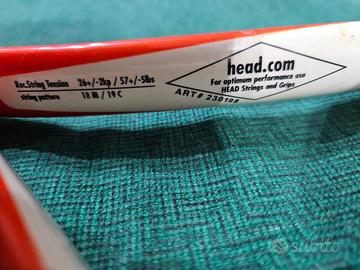 Rec.String Tension 26+/-2kp / 57+/-5lbs
string pattern 18 M / 19 C
head.com
For optimum performance use
HEAD Strings and Grips
ART# 230198
subito